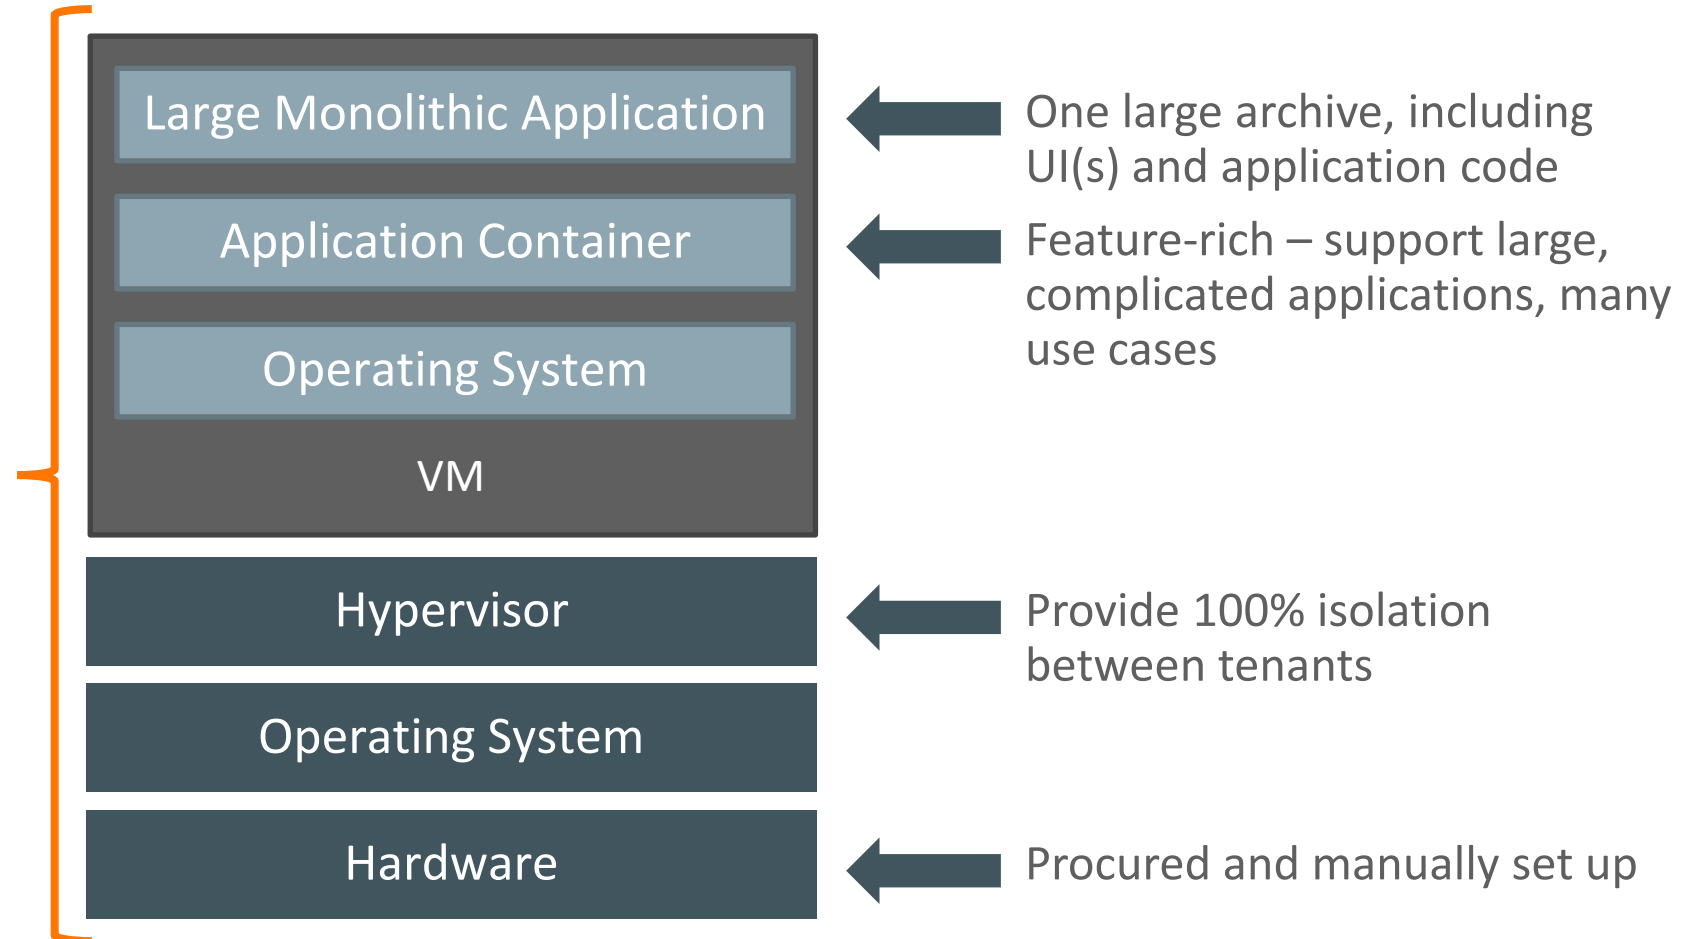 Large Monolithic Application
One large archive, including
UI(s) and application code
Application Container
Feature-rich – support large,
complicated applications, many
use cases
Operating System
VM
Hypervisor
Provide 100% isolation
between tenants
Operating System
Hardware
Procured and manually set up